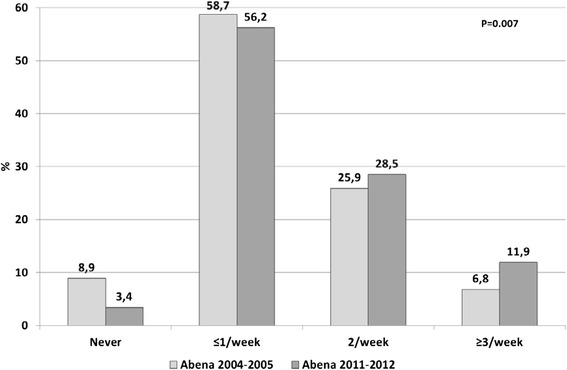 60
50
40
30
20
10
0
%
P=0.007
58,7
56,2
25,9
28,5
8,9
3,4
6,8
11,9
Never
≤1/week
2/week
≥3/week
Abena 2004-2005
Abena 2011-2012